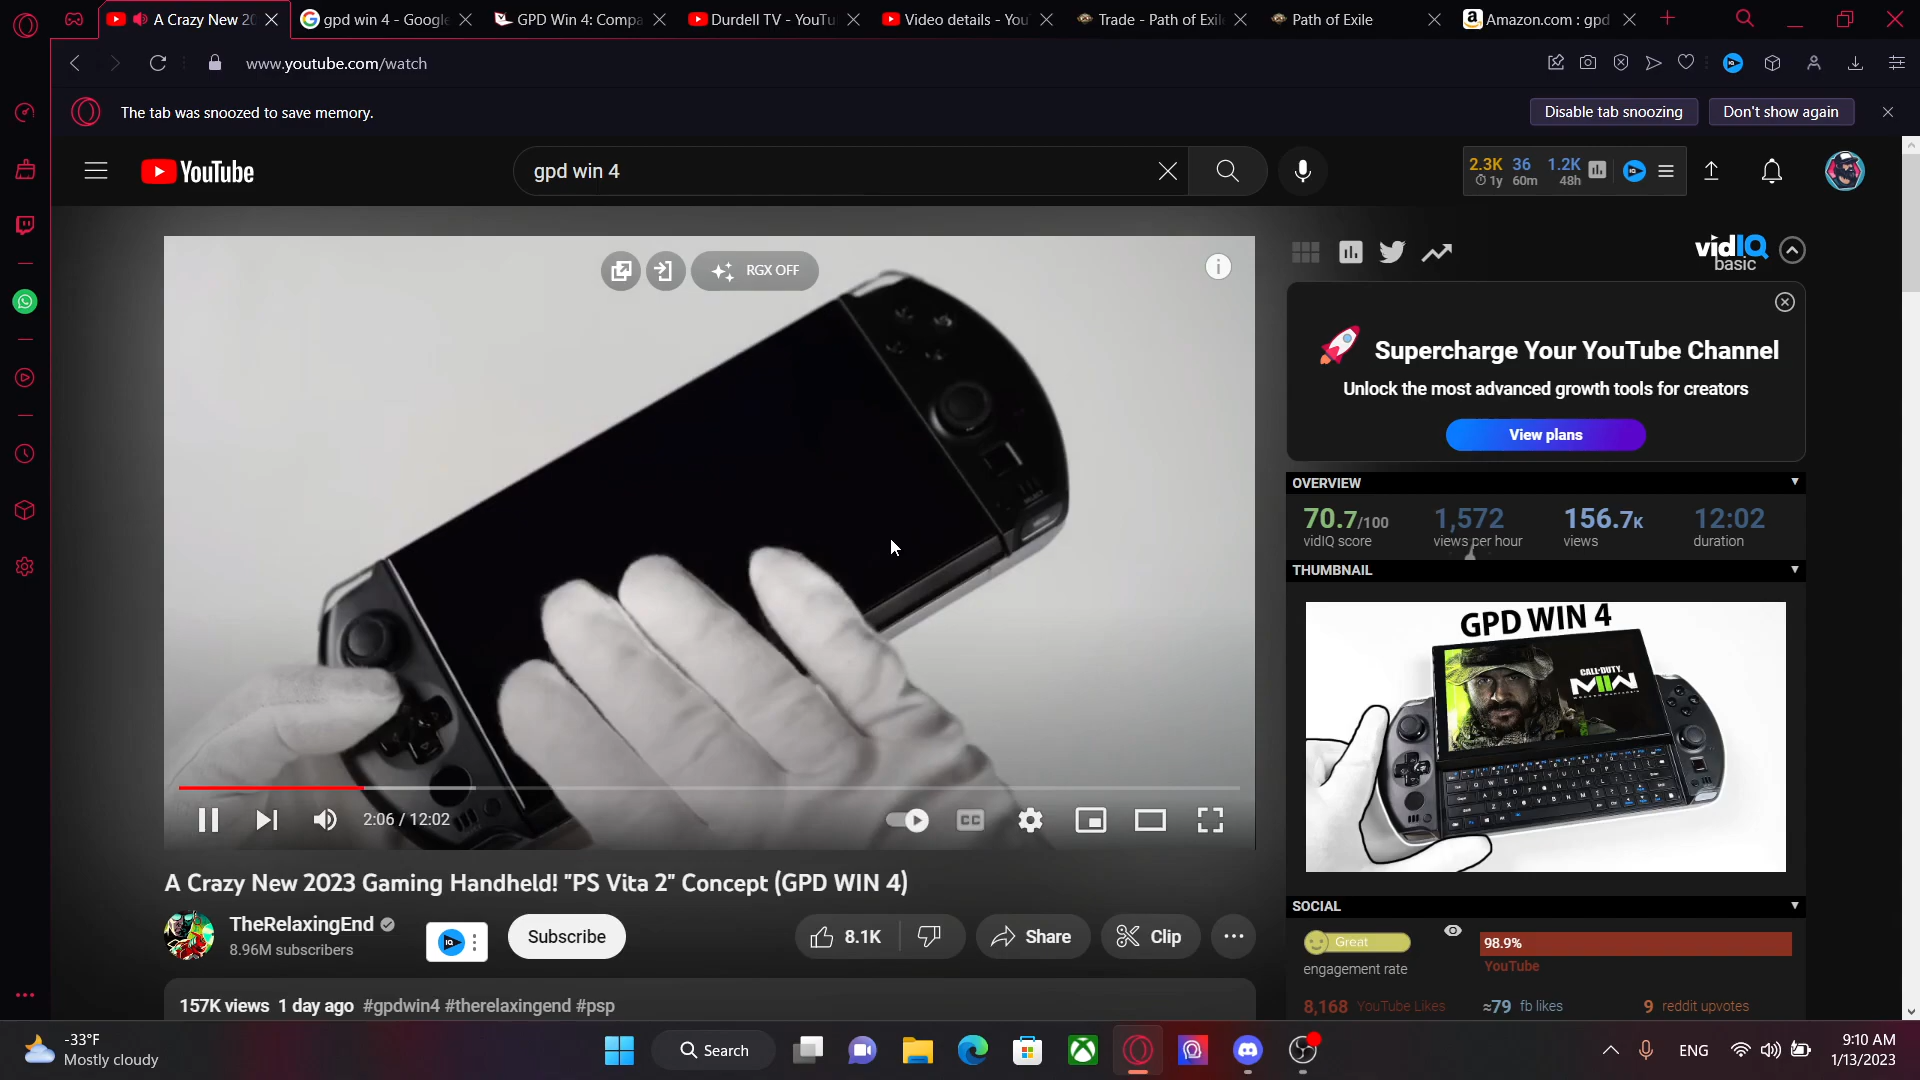 A Crazy New 20
gpd win 4 - Google
GPD Win 4: Compa
Durdell TV - YouTu
Video details - You
Trade - Path of Exile
Path of Exile
Amazon.com : gpd
www.youtube.com/watch
The tab was snoozed to save memory.
Disable tab snoozing
Don't show again
YouTube
gpd win 4
2.3K 36 1.2K
1y 60m 48h
RGX OFF
vidIQ
basic
Supercharge Your YouTube Channel
Unlock the most advanced growth tools for creators
View plans
OVERVIEW
70.7/100 1,572 156.7K 12:02
vidIQ score views per hour views duration
THUMBNAIL
GPD WIN 4
CALL OF DUTY
MWII
2:06 / 12:02
CC
A Crazy New 2023 Gaming Handheld! "PS Vita 2" Concept (GPD WIN 4)
TheRelaxingEnd
8.96M subscribers
IQ
Subscribe
8.1K
Share
Clip
157K views 1 day ago #gpdwin4 #therelaxingend #psp
SOCIAL
Great
98.9%
engagement rate
YouTube
8,168 YouTube Likes
≈79 fb likes
9 reddit upvotes
-33°F
Mostly cloudy
Search
ENG
9:10 AM
1/13/2023